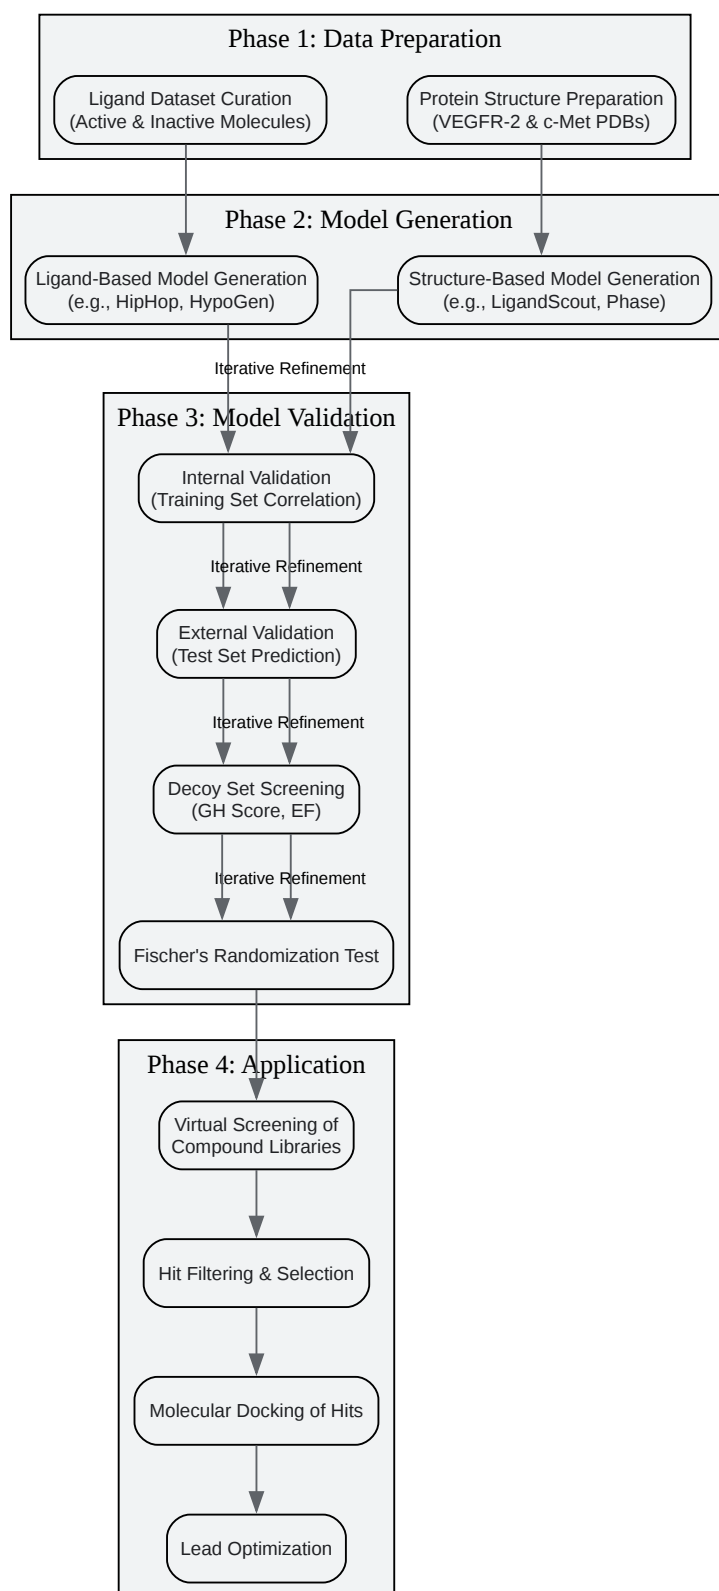 Phase 1: Data Preparation
Ligand Dataset Curation
(Active & Inactive Molecules)
Protein Structure Preparation
(VEGFR-2 & c-Met PDBs)
Phase 2: Model Generation
Ligand-Based Model Generation
(e.g., HipHop, HypoGen)
Structure-Based Model Generation
(e.g., LigandScout, Phase)
Iterative Refinement
Phase 3: Model Validation
Internal Validation
(Training Set Correlation)
Iterative Refinement
External Validation
(Test Set Prediction)
Iterative Refinement
Decoy Set Screening
(GH Score, EF)
Iterative Refinement
Fischer's Randomization Test
Phase 4: Application
Virtual Screening of
Compound Libraries
Hit Filtering & Selection
Molecular Docking of Hits
Lead Optimization